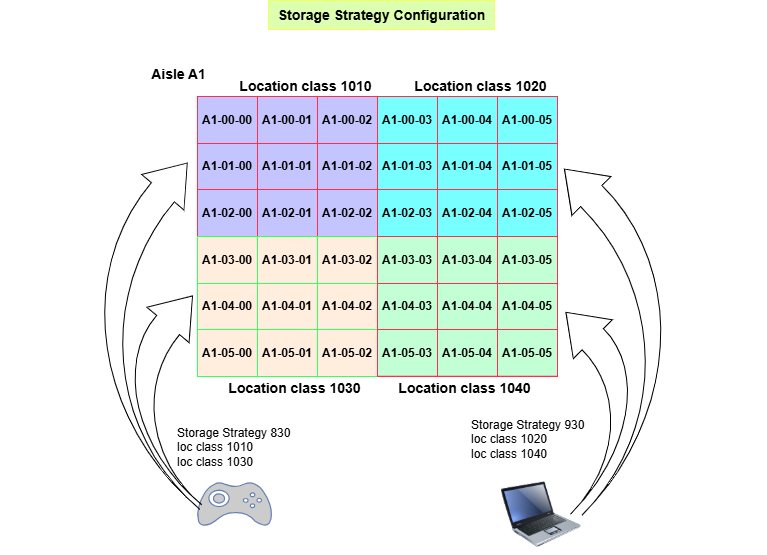 Storage Strategy Configuration
Aisle A1
Location class 1010 Location class 1020
A1-00-00 A1-00-01 A1-00-02 A1-00-03 A1-00-04 A1-00-05
A1-01-00 A1-01-01 A1-01-02 A1-01-03 A1-01-04 A1-01-05
A1-02-00 A1-02-01 A1-02-02 A1-02-03 A1-02-04 A1-02-05
A1-03-00 A1-03-01 A1-03-02 A1-03-03 A1-03-04 A1-03-05
A1-04-00 A1-04-01 A1-04-02 A1-04-03 A1-04-04 A1-04-05
A1-05-00 A1-05-01 A1-05-02 A1-05-03 A1-05-04 A1-05-05
Location class 1030 Location class 1040
Storage Strategy 830
loc class 1010
loc class 1030
Storage Strategy 930
loc class 1020
loc class 1040